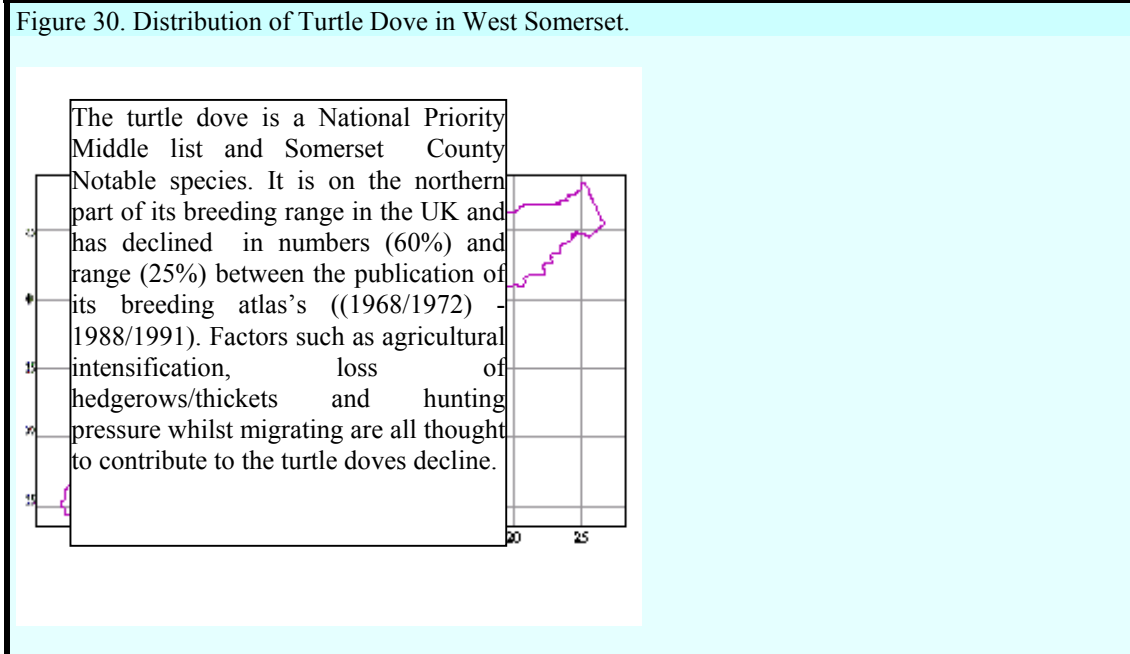 Figure 30. Distribution of Turtle Dove in West Somerset.
The turtle dove is a National Priority
Middle list and Somerset County
Notable species. It is on the northern
part of its breeding range in the UK and
has declined in numbers (60%) and
range (25%) between the publication of
its breeding atlas's ((1968/1972) -
1988/1991). Factors such as agricultural
intensification, loss of
hedgerows/thickets and hunting
pressure whilst migrating are all thought
to contribute to the turtle doves decline.
20 25